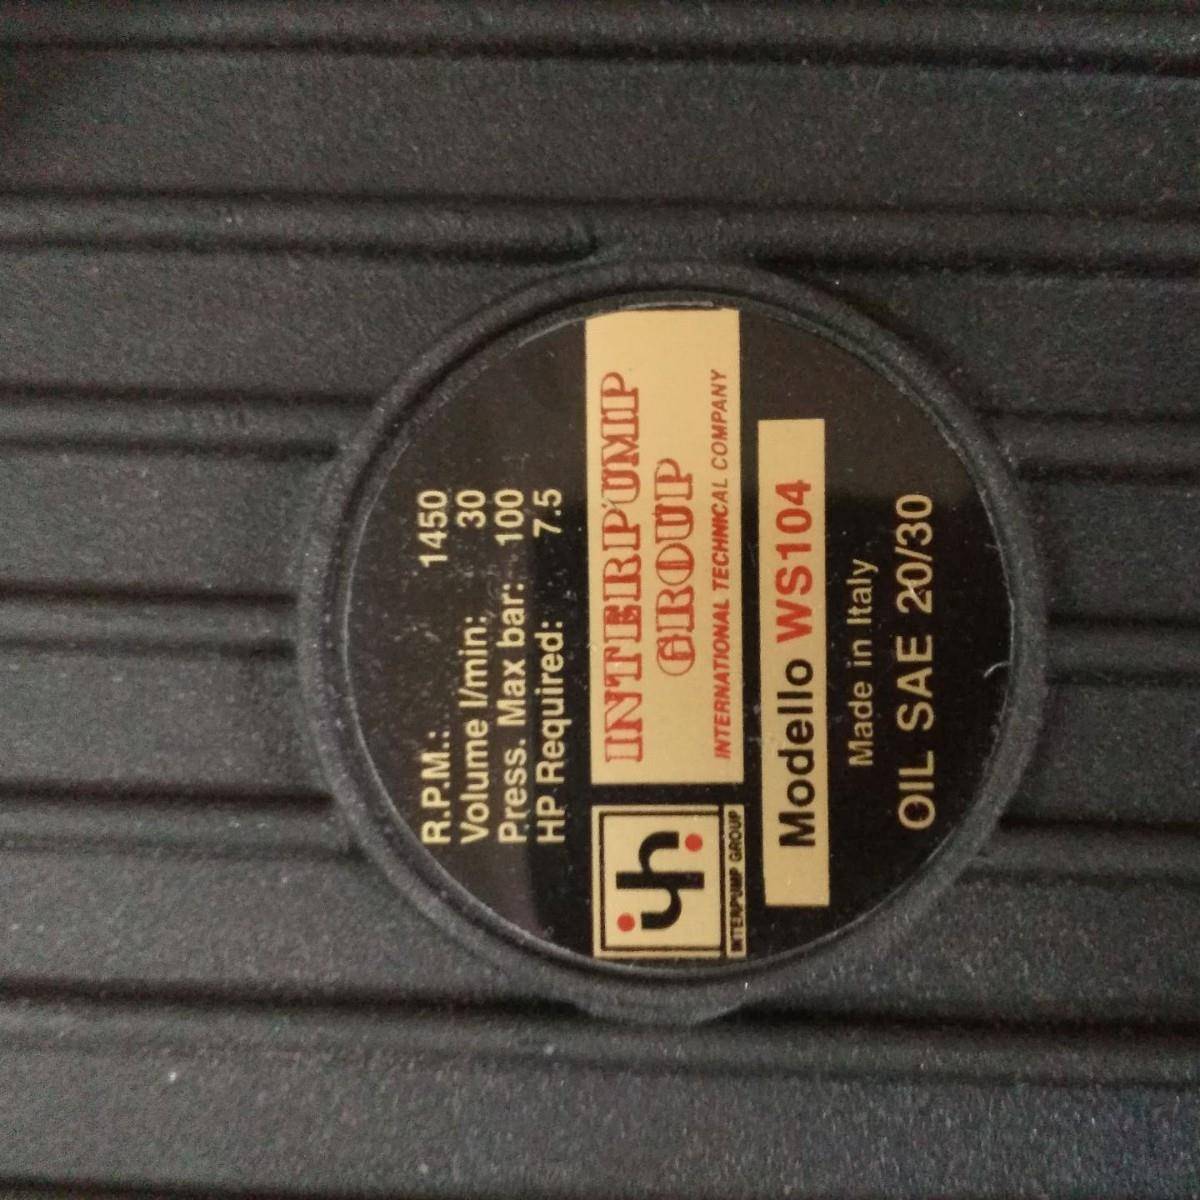 R.P.M.: 1450
Volume l/min: 30
Press. Max bar: 100
HP Required: 7.5
INTERPUMP
GROUP
INTERNATIONAL TECHNICAL COMPANY
INTERPUMP GROUP
Modello WS104
Made in Italy
OIL SAE 20/30